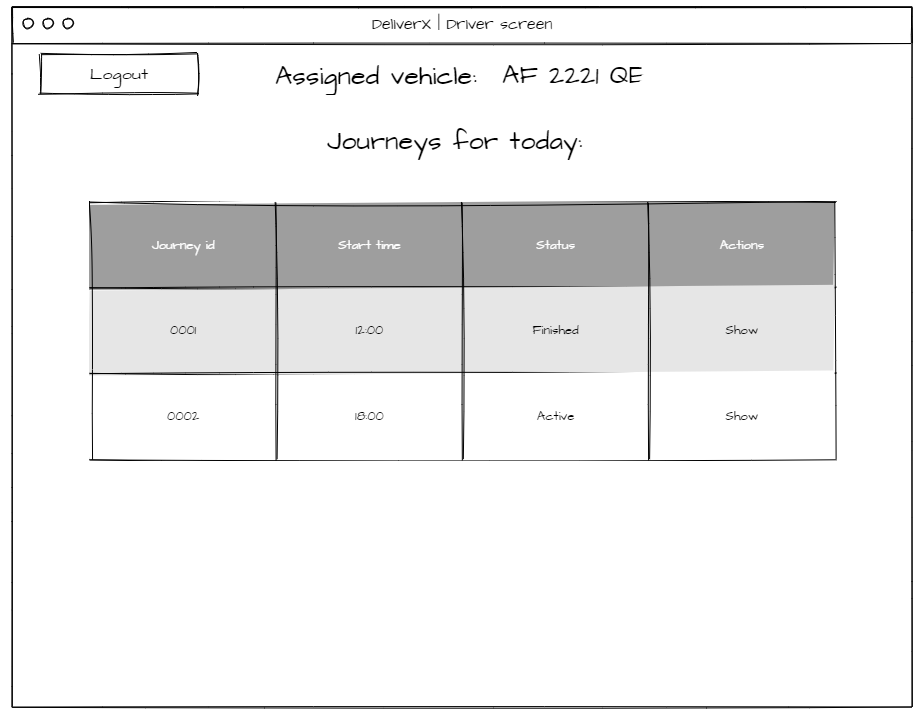 DeliverX | Driver screen
Logout
Assigned vehicle: AF 2221 QE
Journeys for today:
Journey id Start time Status Actions
0001 12:00 Finished Show
0002 18:00 Active Show